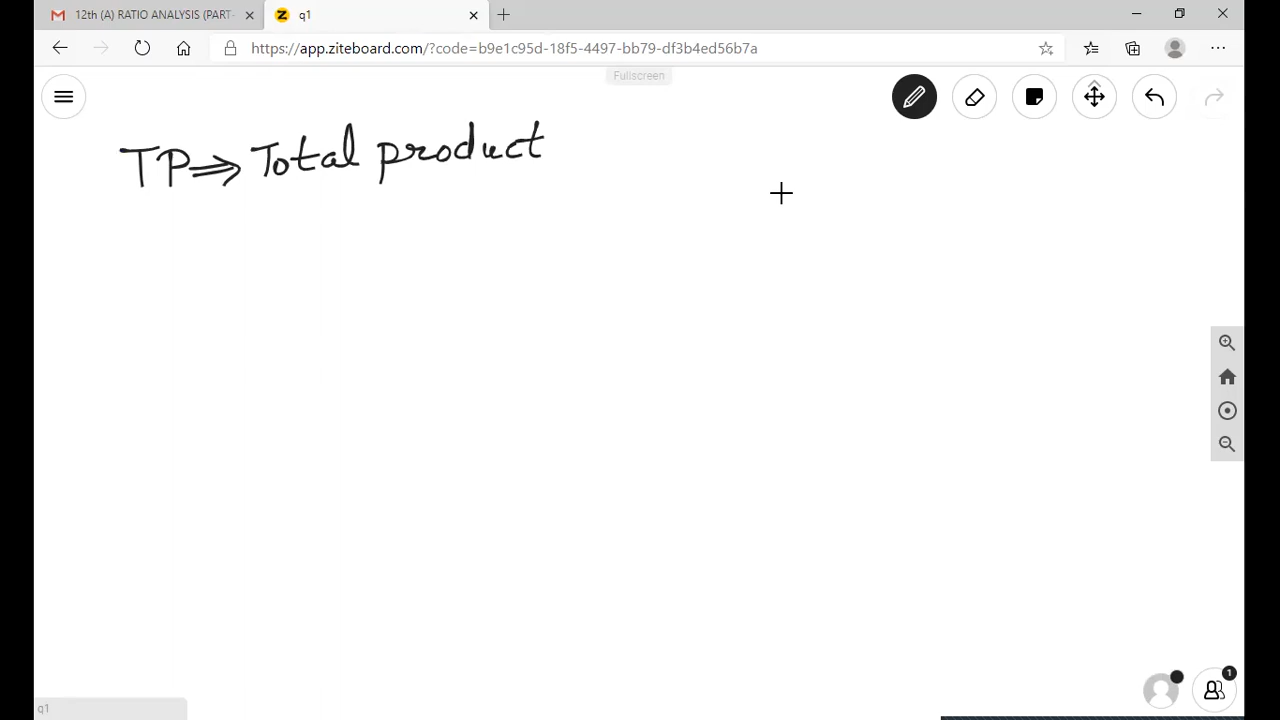 12th (A) RATIO ANALYSIS (PART-
q1
https://app.ziteboard.com/?code=b9e1c95d-18f5-4497-bb79-df3b4ed56b7a
Fullscreen
TP⇒Total product
1
q1